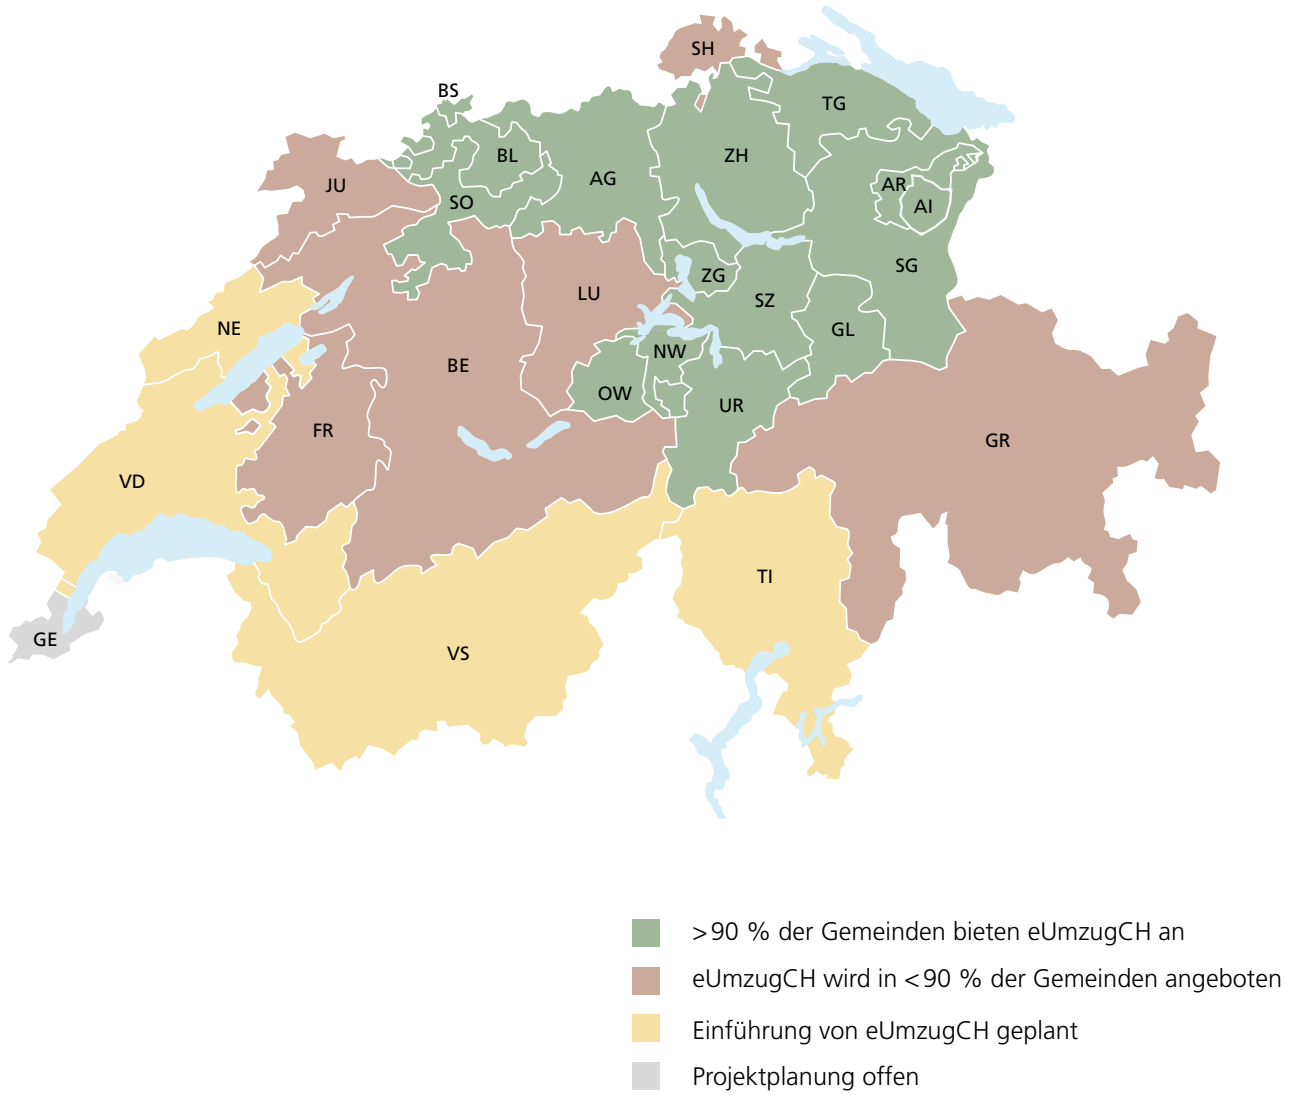 SH
BS
TG
BL
ZH
JU
AG
AR
SO
AI
SG
ZG
LU
SZ
NE
GL
NW
BE
OW
UR
FR
GR
VD
TI
GE
VS
>90 % der Gemeinden bieten eUmzugCH an
eUmzugCH wird in <90 % der Gemeinden angeboten
Einführung von eUmzugCH geplant
Projektplanung offen